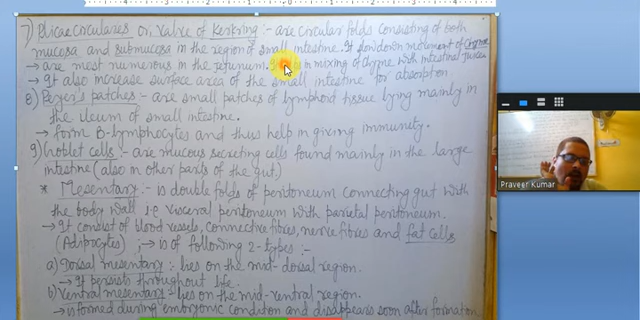 7) Plicae circulares or Valve of Kerkring :- are circular folds consisting of both
mucosa and submucosa in the region of small intestine. It slow down movement of chyme
→ are most numerous in the jejunum. in mixing of chyme with intestinal juices
→ It also increase surface area of the small intestine for absorption
8) Peyer's patches - are small patches of lymphoid tissue lying mainly in
the ileum of small intestine.
→ form B-lymphocytes and thus help in giving immunity.
9) Goblet cells :- are mucous secreting cells found mainly in the large
intestine (also in other parts of the gut)
* Mesentary :- is double folds of peritoneum connecting gut with
the body wall i.e visceral peritoneum with parietal peritoneum.
→ It consist of blood vessels, connective fibres, nerve fibres and fat cells
(Adipocytes) ;→ is of following 2-types :-
a) Dorsal mesentary :- lies on the mid-dorsal region.
→ It persists throughout life.
b) Ventral mesentary :- lies on the mid-ventral region.
→ is formed during embryonic condition and disappears soon after formation
Praveer Kumar